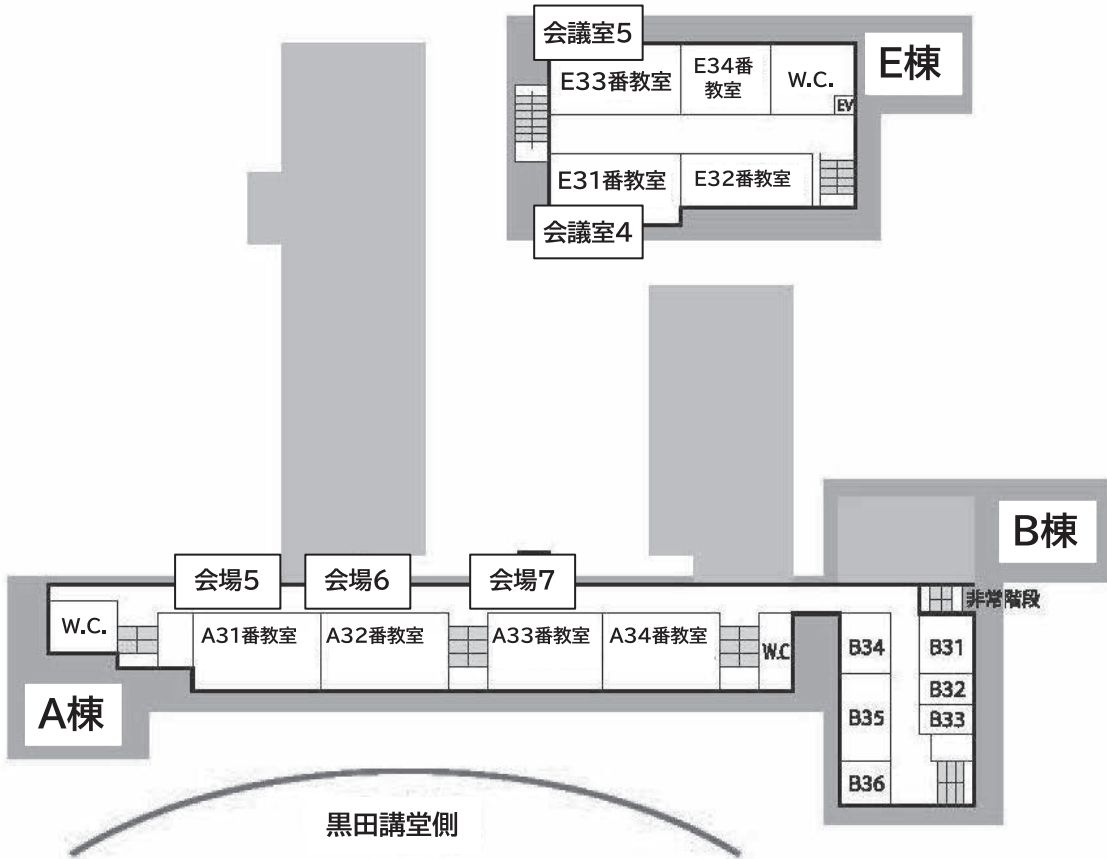 会議室5
E棟
E33番教室
E34番
教室
W.C.
EV
E31番教室
E32番教室
会議室4
B棟
会場5
会場6
会場7
非常階段
W.C.
A31番教室
A32番教室
A33番教室
A34番教室
W.C
B34
B31
B32
B35
B33
A棟
B36
黒田講堂側